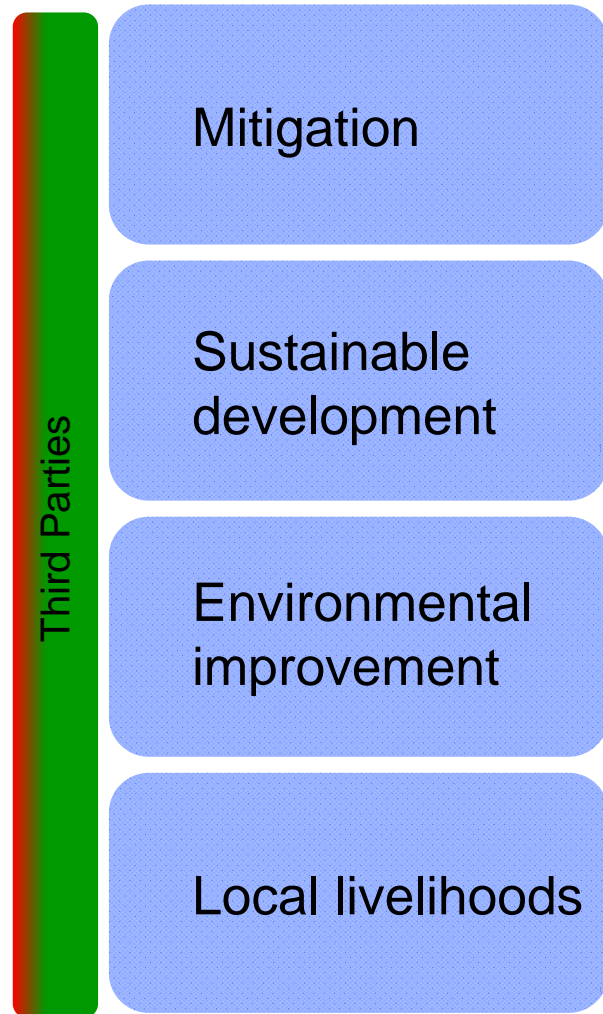 Third Parties
Mitigation
Sustainable
development
Environmental
improvement
Local livelihoods